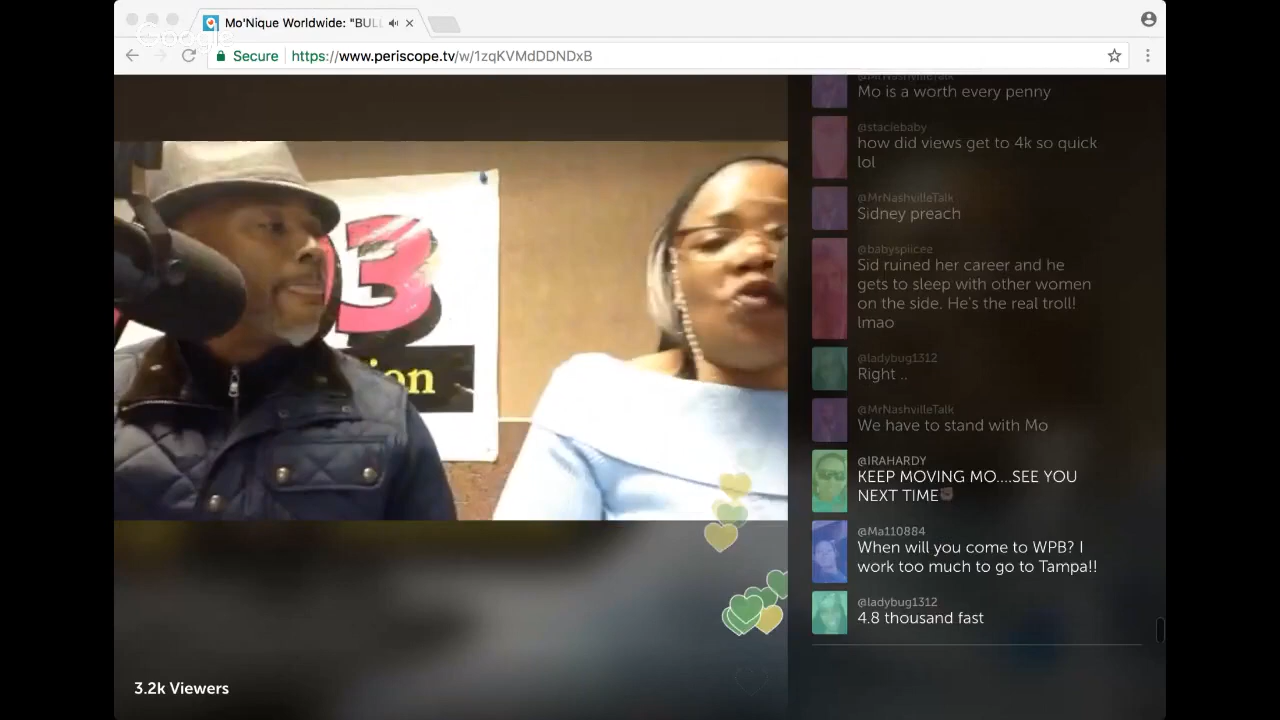 Mo'Nique Worldwide: "BULL
Google
Secure https://www.periscope.tv/w/1zqKVMdDDNDxB
@MrNashvilleTalk
Mo is a worth every penny
@staciebaby
how did views get to 4k so quick
lol
@MrNashvilleTalk
Sidney preach
@babyspiicee
Sid ruined her career and he
gets to sleep with other women
on the side. He's the real troll!
lmao
@ladybug1312
Right ..
@MrNashvilleTalk
We have to stand with Mo
@IRAHARDY
KEEP MOVING MO....SEE YOU
NEXT TIME✊🏿
@Ma110884
When will you come to WPB? I
work too much to go to Tampa!!
@ladybug1312
4.8 thousand fast
3
ion
3.2k Viewers